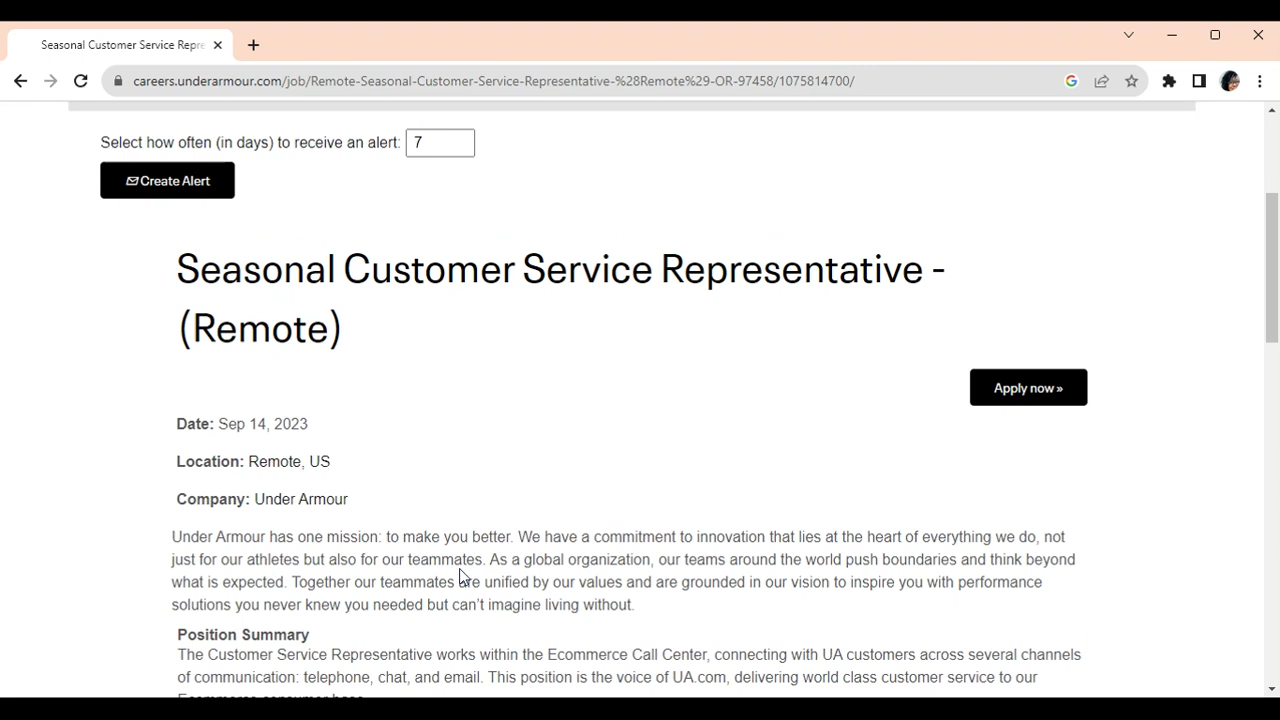 Seasonal Customer Service Repre
careers.underarmour.com/job/Remote-Seasonal-Customer-Service-Representative-%28Remote%29-OR-97458/1075814700/
Select how often (in days) to receive an alert: 7
Create Alert
Seasonal Customer Service Representative -
(Remote)
Apply now »
Date: Sep 14, 2023
Location: Remote, US
Company: Under Armour
Under Armour has one mission: to make you better. We have a commitment to innovation that lies at the heart of everything we do, not
just for our athletes but also for our teammates. As a global organization, our teams around the world push boundaries and think beyond
what is expected. Together our teammates are unified by our values and are grounded in our vision to inspire you with performance
solutions you never knew you needed but can’t imagine living without.
Position Summary
The Customer Service Representative works within the Ecommerce Call Center, connecting with UA customers across several channels
of communication: telephone, chat, and email. This position is the voice of UA.com, delivering world class customer service to our
Ecommerce consumer base